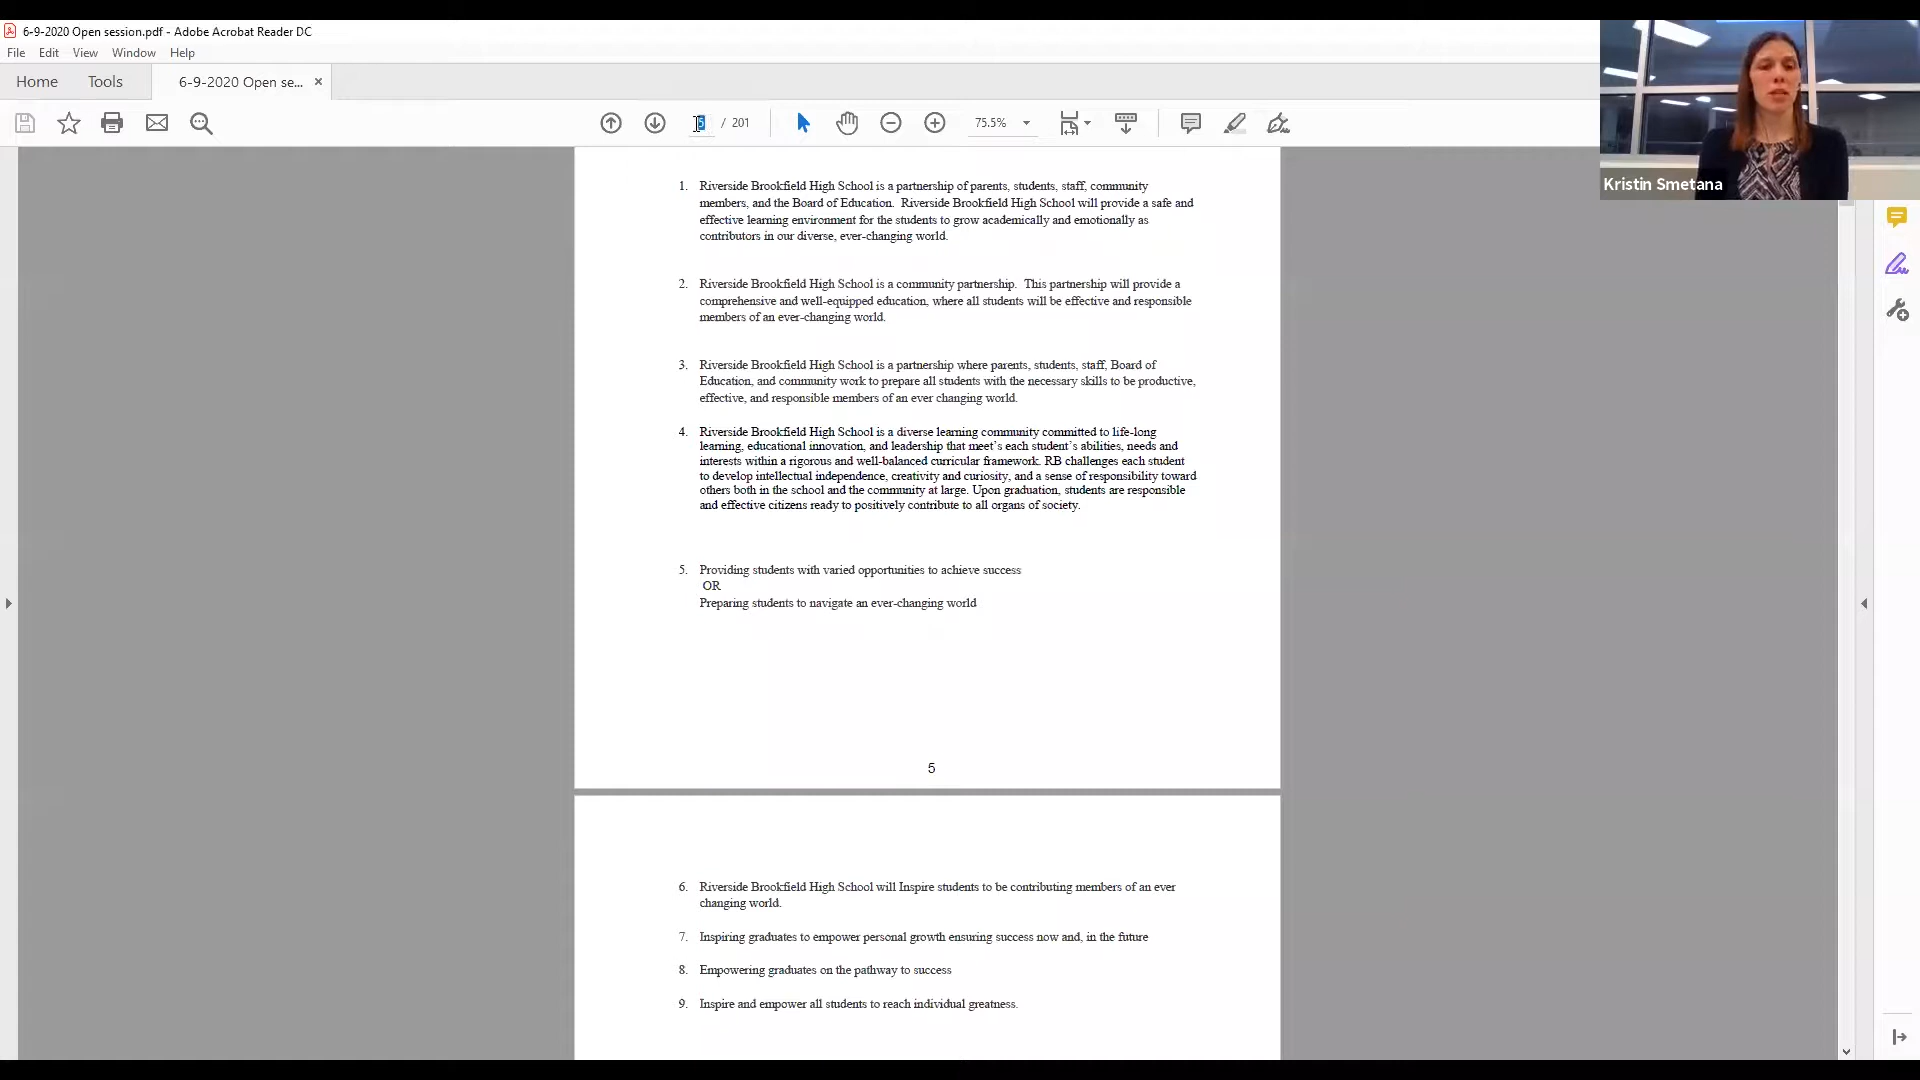 6-9-2020 Open session.pdf - Adobe Acrobat Reader DC
File Edit View Window Help
Home Tools 6-9-2020 Open se... ×
5 / 201 75.5%
Kristin Smetana
1. Riverside Brookfield High School is a partnership of parents, students, staff, community
members, and the Board of Education. Riverside Brookfield High School will provide a safe and
effective learning environment for the students to grow academically and emotionally as
contributors in our diverse, ever-changing world.
2. Riverside Brookfield High School is a community partnership. This partnership will provide a
comprehensive and well-equipped education, where all students will be effective and responsible
members of an ever-changing world.
3. Riverside Brookfield High School is a partnership where parents, students, staff, Board of
Education, and community work to prepare all students with the necessary skills to be productive,
effective, and responsible members of an ever changing world.
4. Riverside Brookfield High School is a diverse learning community committed to life-long
learning, educational innovation, and leadership that meet’s each student’s abilities, needs and
interests within a rigorous and well-balanced curricular framework. RB challenges each student
to develop intellectual independence, creativity and curiosity, and a sense of responsibility toward
others both in the school and the community at large. Upon graduation, students are responsible
and effective citizens ready to positively contribute to all organs of society.
5. Providing students with varied opportunities to achieve success
OR
Preparing students to navigate an ever-changing world
5
6. Riverside Brookfield High School will Inspire students to be contributing members of an ever
changing world.
7. Inspiring graduates to empower personal growth ensuring success now and, in the future
8. Empowering graduates on the pathway to success
9. Inspire and empower all students to reach individual greatness.